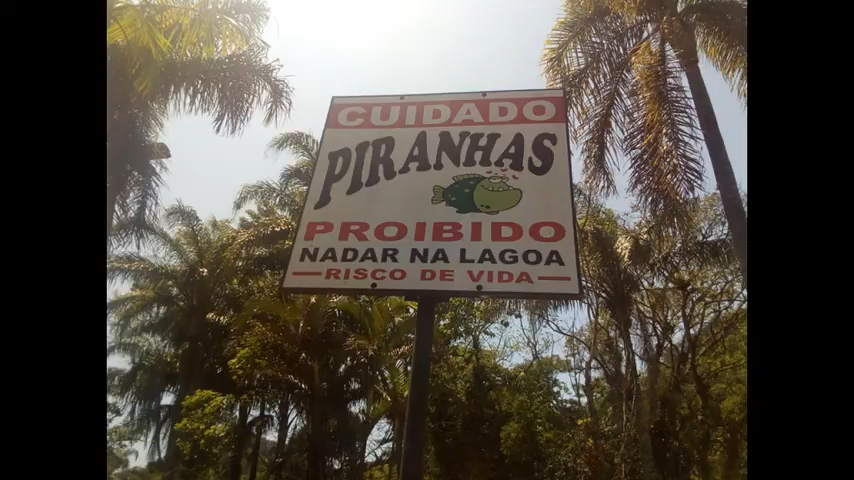 CUIDADO
PIRANHAS
PROIBIDO
NADAR NA LAGOA
RISCO DE VIDA